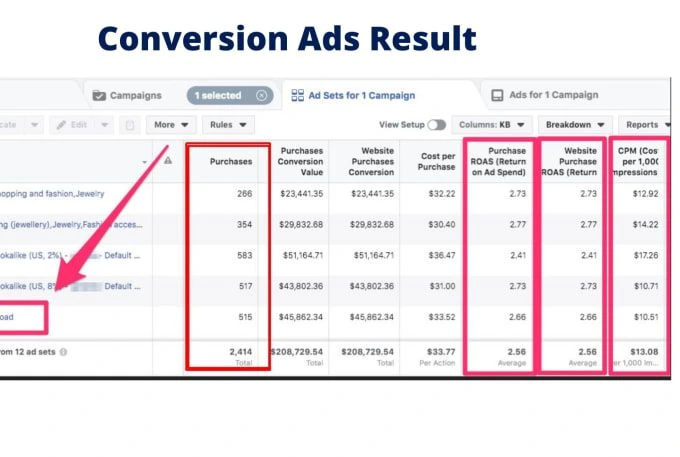 Conversion Ads Result
Campaigns 1 selected Ad Sets for 1 Campaign Ads for 1 Campaign
cate Edit More Rules View Setup Columns: KB Breakdown Reports
Purchases Purchases Conversion Value Website Purchases Conversion Cost per Purchase Purchase ROAS (Return on Ad Spend) Website Purchase ROAS (Return CPM (Cost per 1,000 Impressions
hopping and fashion,Jewelry 266 $23,441.35 $23,441.35 $32.22 2.73 2.73 $12.92
ng (jewellery),Jewelry,Fashion acces... 354 $29,832.68 $29,832.68 $30.40 2.77 2.77 $14.22
ookalike (US, 2%) - Default ... 583 $51,164.71 $51,164.71 $36.47 2.41 2.41 $17.26
ookalike (US, 8%) - Default ... 517 $43,802.36 $43,802.36 $31.00 2.73 2.73 $10.71
oad 515 $45,862.34 $45,862.34 $33.52 2.66 2.66 $10.51
rom 12 ad sets 2,414 $208,729.54 $208,729.54 $33.77 2.56 2.56 $13.08
Total Total Total Per Action Average Average er 1,000 Im...